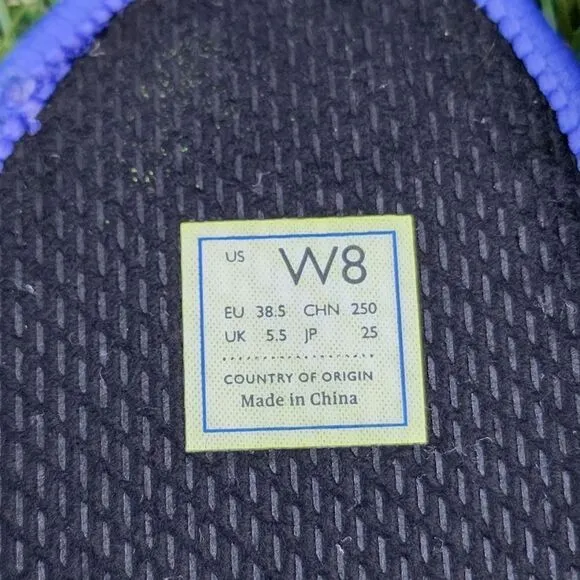 US W8
EU 38.5 CHN 250
UK 5.5 JP 25
COUNTRY OF ORIGIN
Made in China